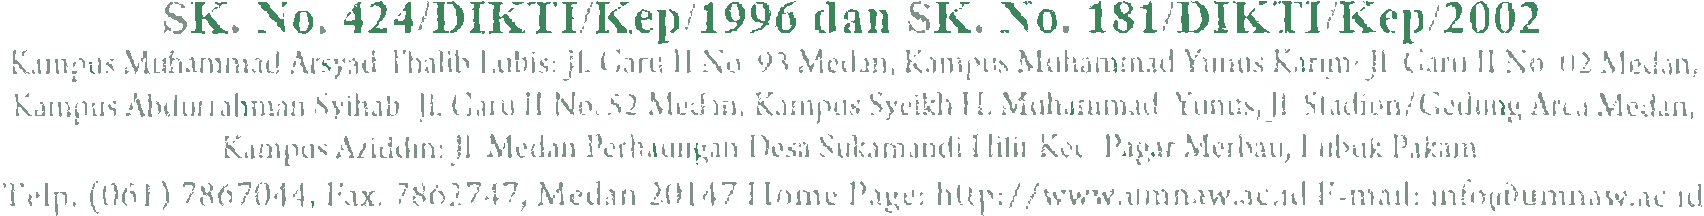 SK. No. 424/DIKTI/Kep/1996 dan SK. No. 181/DIKTI/Kep/2002
Kampus Muhammad Arsyad Thalib Lubis: Jl. Garu II No. 93 Medan, Kampus Muhammad Yunus Karim: Jl. Garu II No. 02 Medan,
Kampus Abdurrahman Syihab: Jl. Garu II No. 52 Medan, Kampus Syeikh H. Muhammad Yunus, Jl. Stadion/Gedung Arca Medan,
Kampus Aziddin: Jl. Medan Perbaungan Desa Sukamandi Hilir Kec. Pagar Merbau, Lubuk Pakam
Telp. (061) 7867044, Fax. 7862747, Medan 20147 Home Page: http://www.umnaw.ac.id E-mail: info@umnaw.ac.id